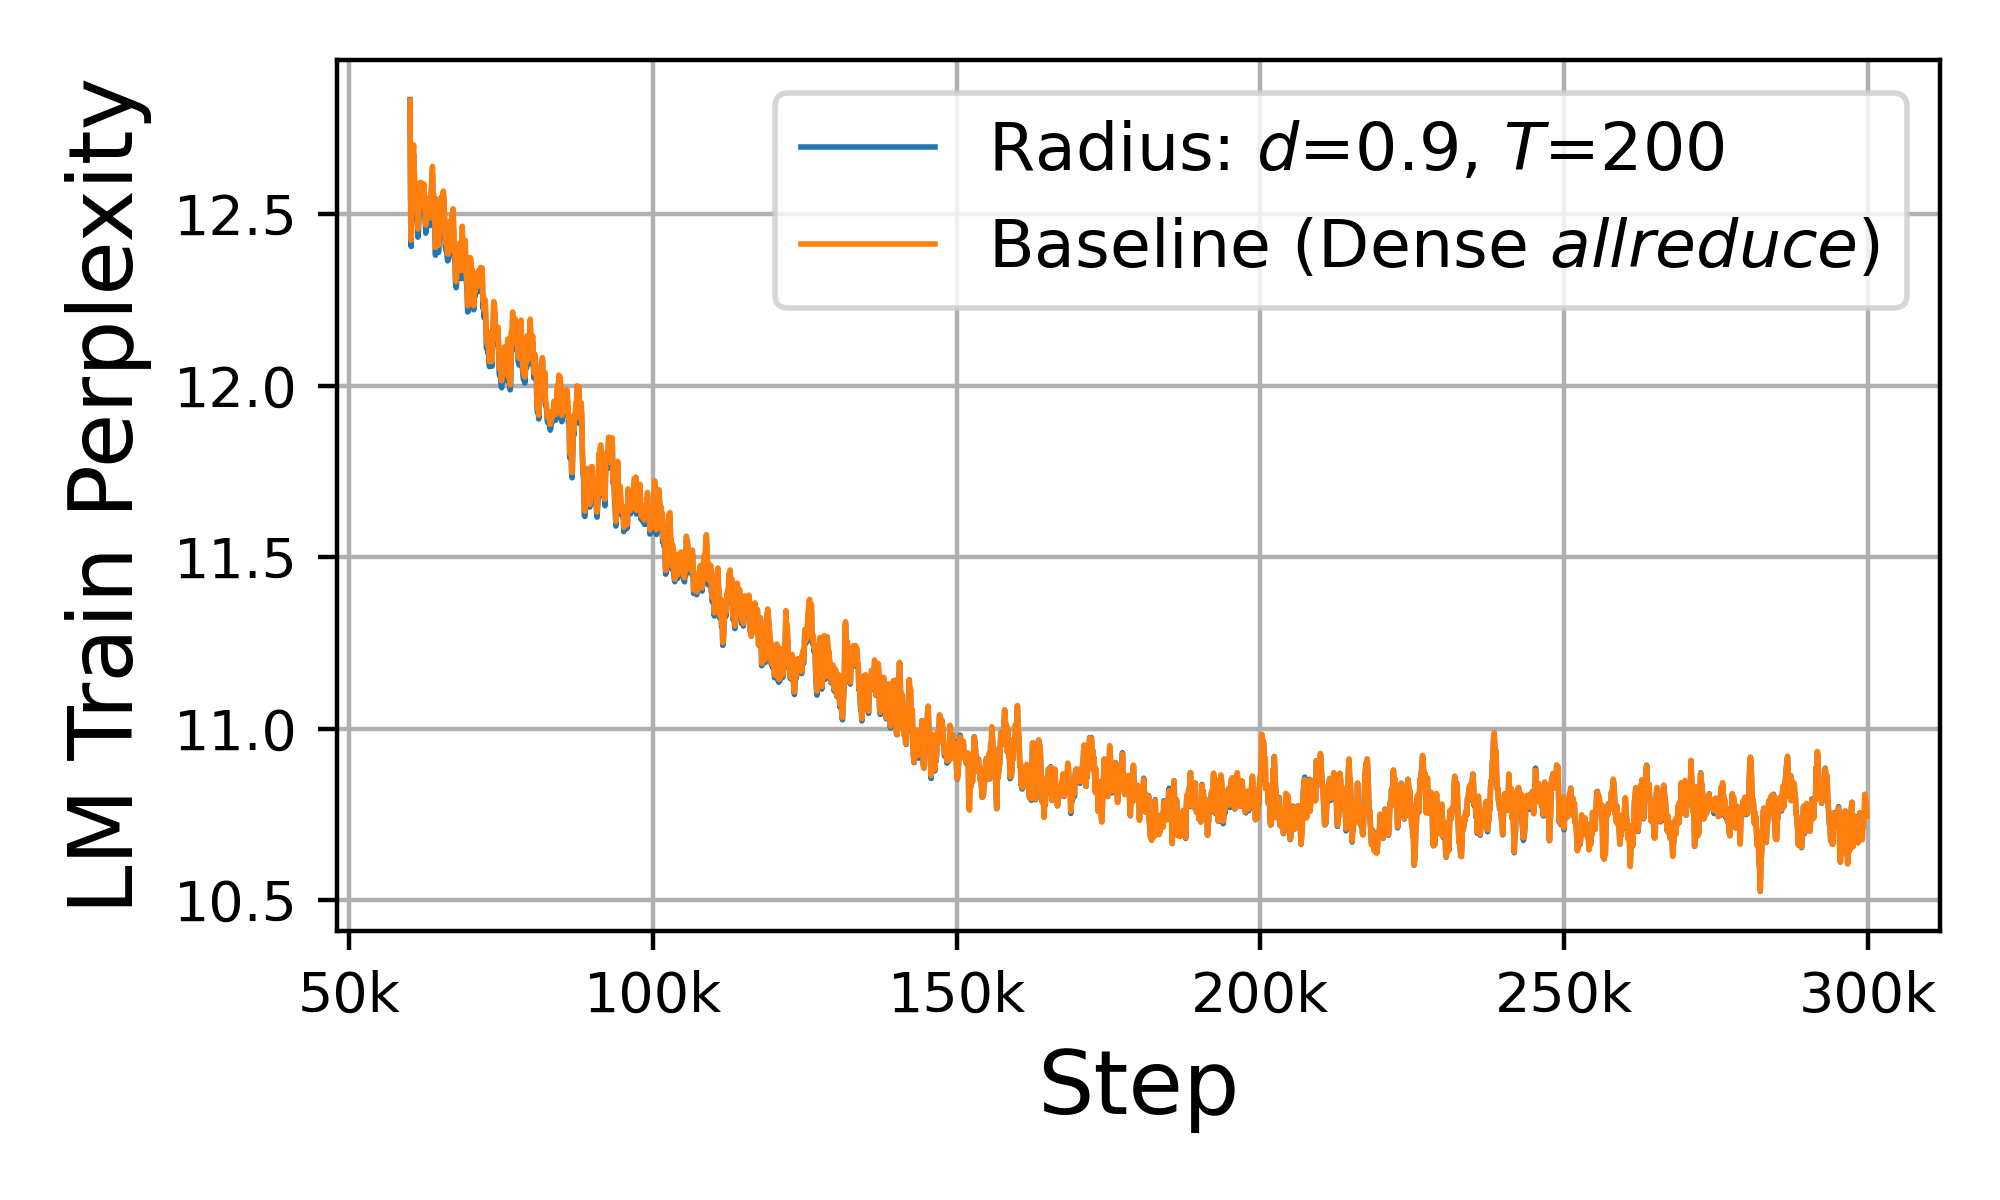 Radius: d=0.9, T=200
Baseline (Dense allreduce)
LM Train Perplexity
12.5
12.0
11.5
11.0
10.5
50k 100k 150k 200k 250k 300k
Step